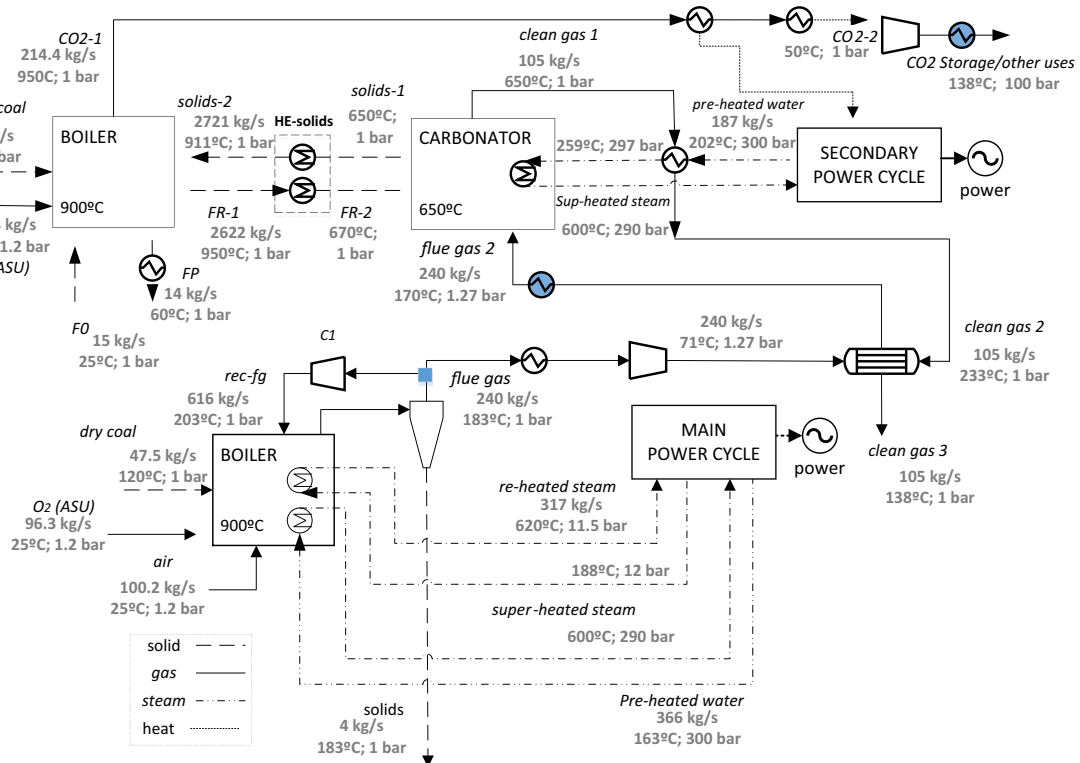 CO2-1
214.4 kg/s
950C; 1 bar
clean gas 1
105 kg/s
650ºC; 1 bar
CO2-2
50ºC; 1 bar
CO2 Storage/other uses
138ºC; 100 bar
coal
/s
bar
BOILER
900ºC
kg/s
1.2 bar
ASU)
solids-2
2721 kg/s
911ºC; 1 bar
HE-solids
solids-1
650ºC;
1 bar
FR-1
2622 kg/s
950ºC; 1 bar
FR-2
670ºC;
1 bar
CARBONATOR
650ºC
259ºC; 297 bar
pre-heated water
187 kg/s
202ºC; 300 bar
Sup-heated steam
600ºC; 290 bar
SECONDARY
POWER CYCLE
power
FP
14 kg/s
60ºC; 1 bar
F0
15 kg/s
25ºC; 1 bar
flue gas 2
240 kg/s
170ºC; 1.27 bar
C1
rec-fg
616 kg/s
203ºC; 1 bar
flue gas
240 kg/s
183ºC; 1 bar
240 kg/s
71ºC; 1.27 bar
clean gas 2
105 kg/s
233ºC; 1 bar
clean gas 3
105 kg/s
138ºC; 1 bar
dry coal
47.5 kg/s
120ºC; 1 bar
O2 (ASU)
96.3 kg/s
25ºC; 1.2 bar
air
100.2 kg/s
25ºC; 1.2 bar
BOILER
900ºC
MAIN
POWER CYCLE
power
re-heated steam
317 kg/s
620ºC; 11.5 bar
188ºC; 12 bar
super-heated steam
600ºC; 290 bar
Pre-heated water
366 kg/s
163ºC; 300 bar
solids
4 kg/s
183ºC; 1 bar
solid
gas
steam
heat